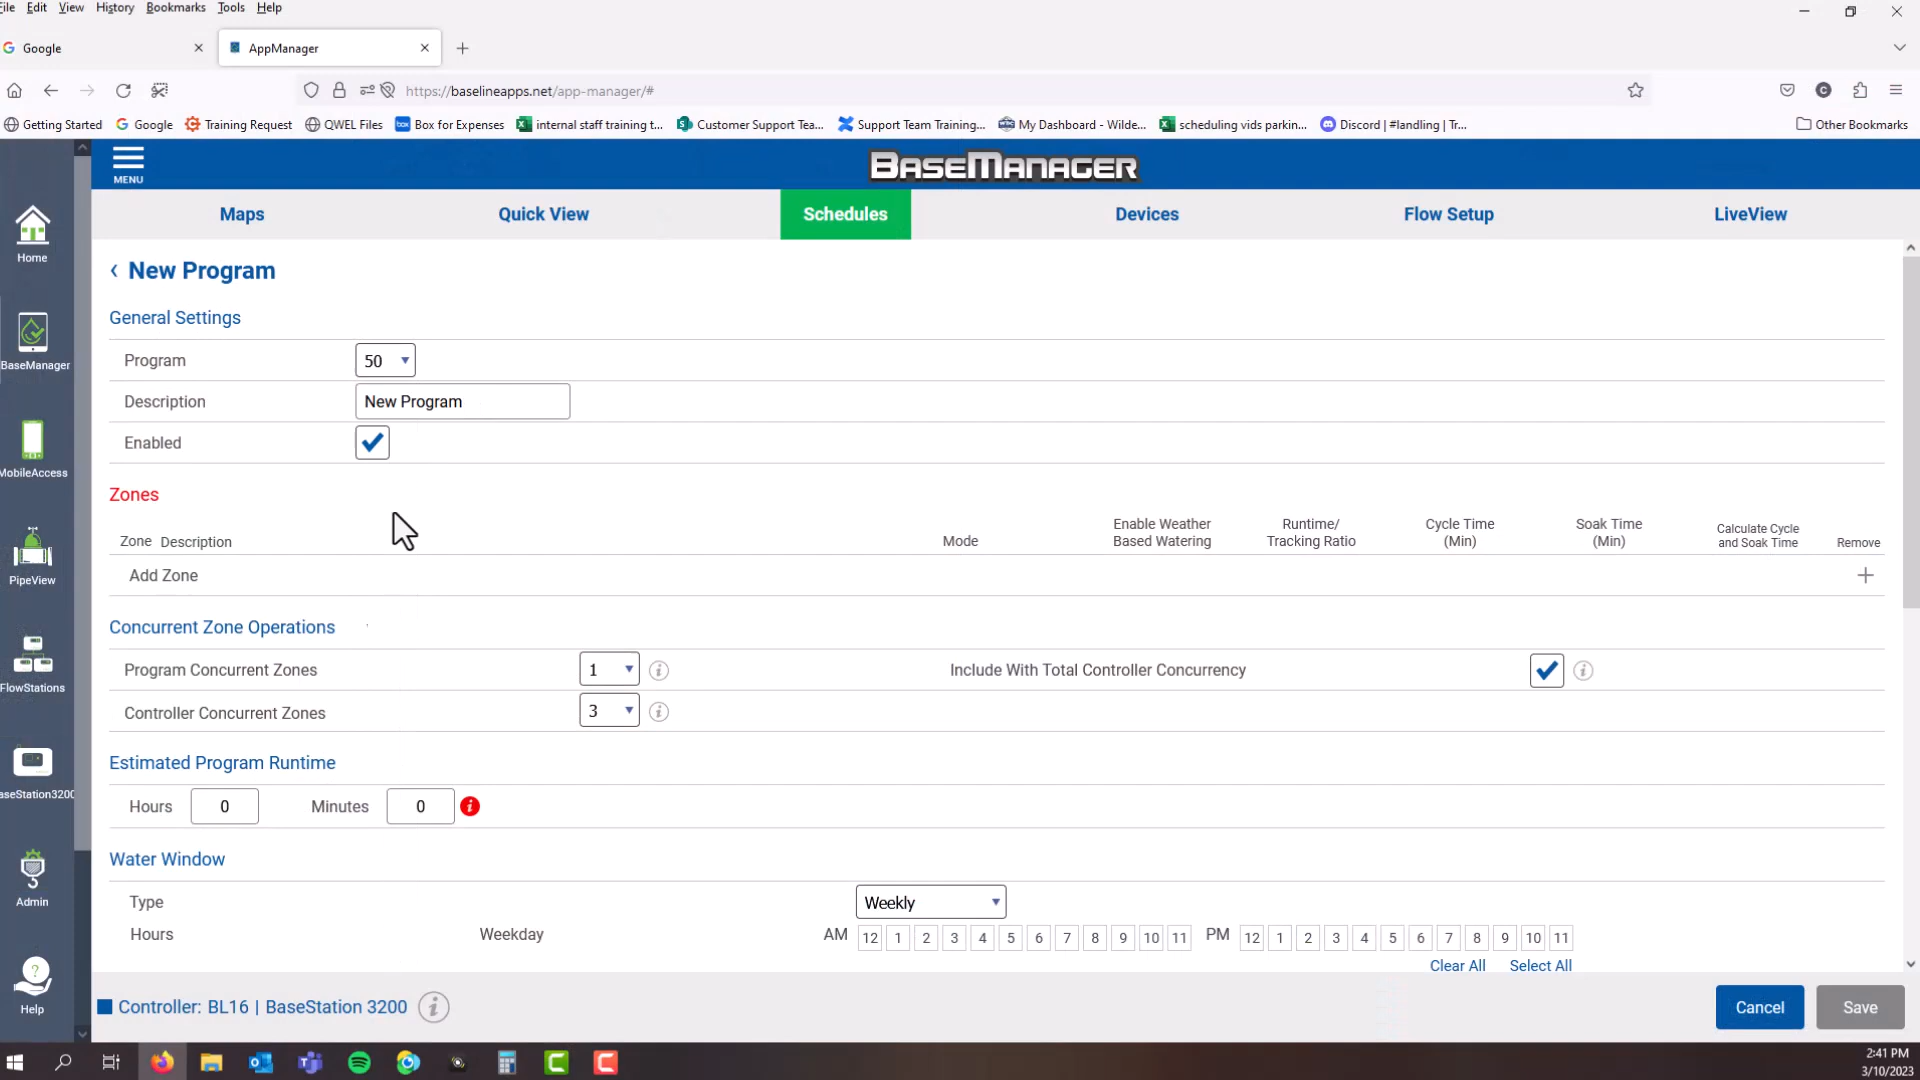 File Edit View History Bookmarks Tools Help
Google
AppManager
https://baselineapps.net/app-manager/#
Getting Started Google Training Request QWEL Files Box for Expenses internal staff training t... Customer Support Tea... Support Team Training... My Dashboard - Wilde... scheduling vids parkin... Discord | #landling | Tr... Other Bookmarks
MENU
BASEMANAGER
Maps Quick View Schedules Devices Flow Setup LiveView
Home
BaseManager
MobileAccess
PipeView
FlowStations
BaseStation3200
Admin
Help
‹ New Program
General Settings
Program 50
Description New Program
Enabled
Zones
Zone Description Mode Enable Weather Based Watering Runtime/ Tracking Ratio Cycle Time (Min) Soak Time (Min) Calculate Cycle and Soak Time Remove
Add Zone +
Concurrent Zone Operations
Program Concurrent Zones 1 Include With Total Controller Concurrency
Controller Concurrent Zones 3
Estimated Program Runtime
Hours 0 Minutes 0
Water Window
Type Weekly
Hours Weekday AM 12 1 2 3 4 5 6 7 8 9 10 11 PM 12 1 2 3 4 5 6 7 8 9 10 11
Clear All Select All
Controller: BL16 | BaseStation 3200
Cancel Save
2:41 PM
3/10/2023